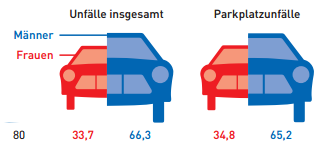 Unfälle insgesamt Parkplatzunfälle
Männer
Frauen
80 33,7 66,3 34,8 65,2